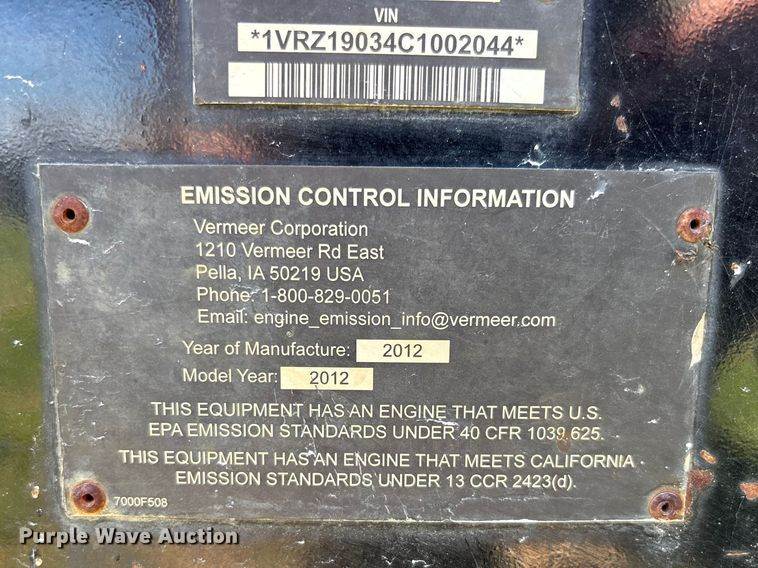 VIN
*1VRZ19034C1002044*
EMISSION CONTROL INFORMATION
Vermeer Corporation
1210 Vermeer Rd East
Pella, IA 50219 USA
Phone: 1-800-829-0051
Email: engine_emission_info@vermeer.com
Year of Manufacture: 2012
Model Year: 2012
THIS EQUIPMENT HAS AN ENGINE THAT MEETS U.S.
EPA EMISSION STANDARDS UNDER 40 CFR 1039.625.
THIS EQUIPMENT HAS AN ENGINE THAT MEETS CALIFORNIA
EMISSION STANDARDS UNDER 13 CCR 2423(d).
7000F508
Purple Wave Auction